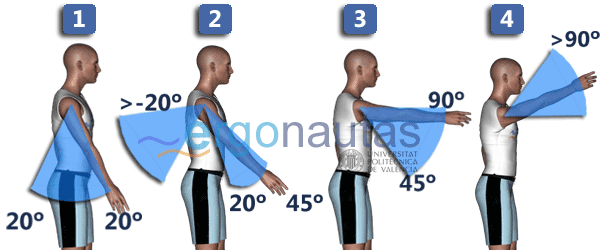 1
20º
20º
2
>-20º
20º
45º
3
90º
45º
4
>90º
ergonautas
UNIVERSITAT
POLITÈCNICA
DE VALÈNCIA